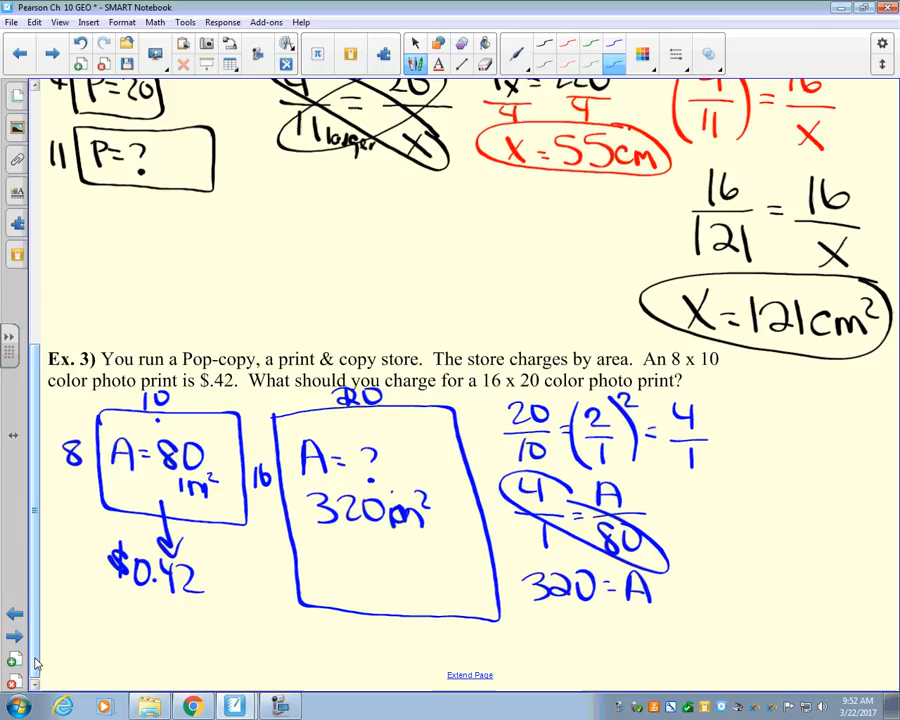 Pearson Ch 10 GEO * - SMART Notebook
File Edit View Insert Format Math Tools Help Add-ons Help
P=20
P=?
11
11 larger
=
x
4 4
x=55cm
11
=
x
16 = 16
121 x
x=121cm²
Ex. 3) You run a Pop-copy, a print & copy store. The store charges by area. An 8 x 10
color photo print is $.42. What should you charge for a 16 x 20 color photo print?
10
8
A=80
in²
$0.42
20
16
A=?
320in²
20 = (2)² = 4
10 1 1
4 = A
1 80
320=A
Extend Page
9:52 AM
3/22/2017